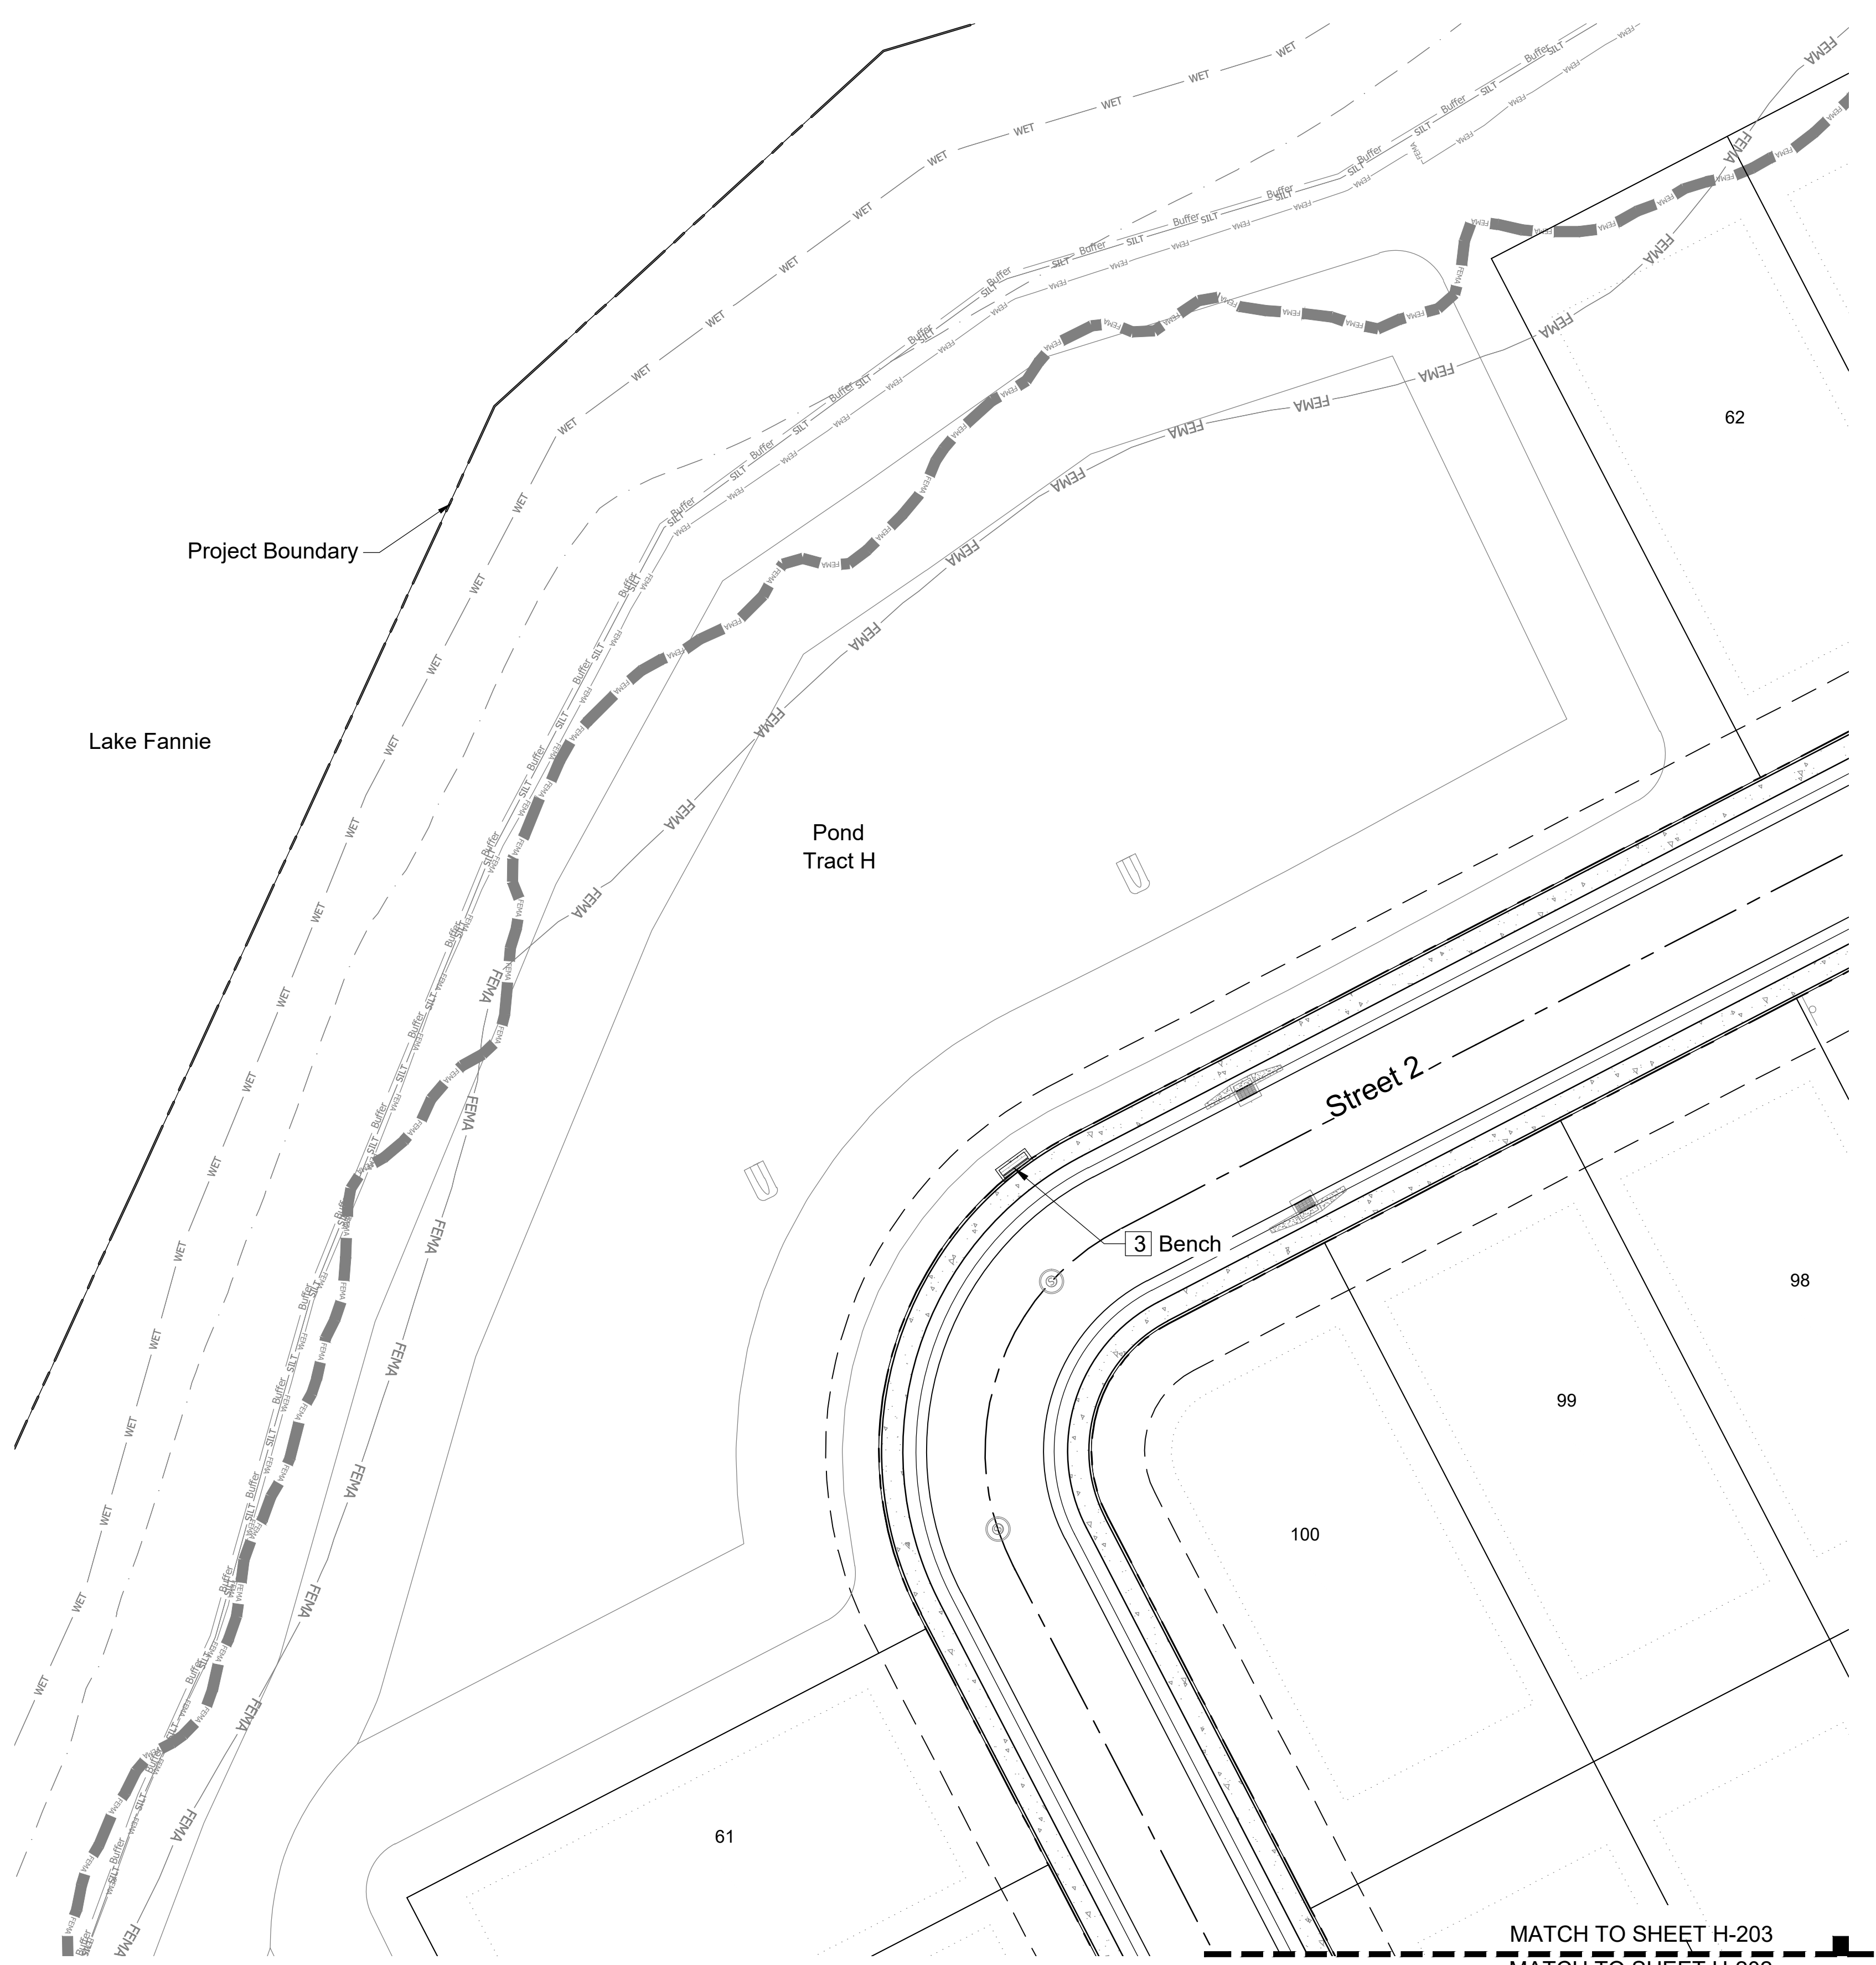 WET
Buffer
SILT
FEMA
62
Project Boundary
Lake Fannie
Pond
Tract H
Street 2
3 Bench
98
99
100
61
MATCH TO SHEET H-203